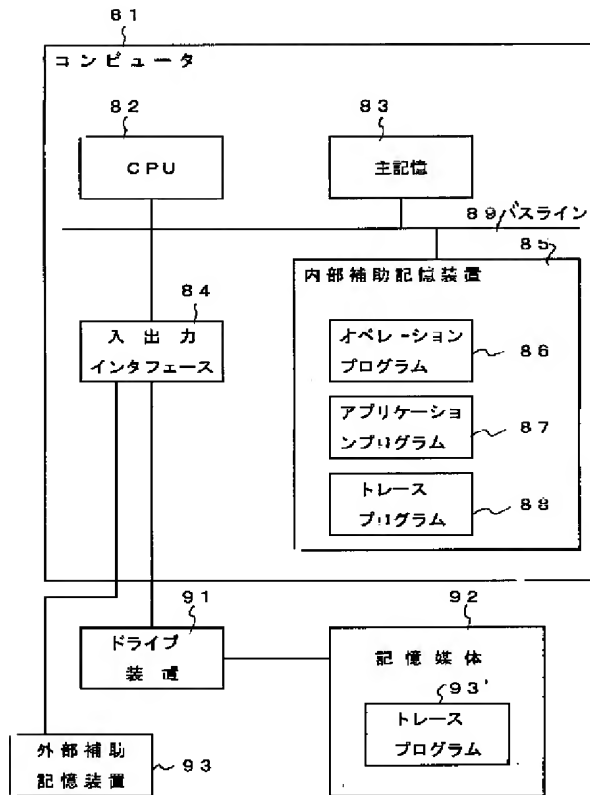 81
コンピュータ
82
CPU
83
主記憶
89バスライン
85
内部補助記憶装置
84
入出力
インタフェース
オペレーション
プログラム
86
アプリケーショ
ンプログラム
87
トレース
プログラム
88
91
ドライブ
装置
92
記憶媒体
93'
トレース
プログラム
外部補助
記憶装置
93